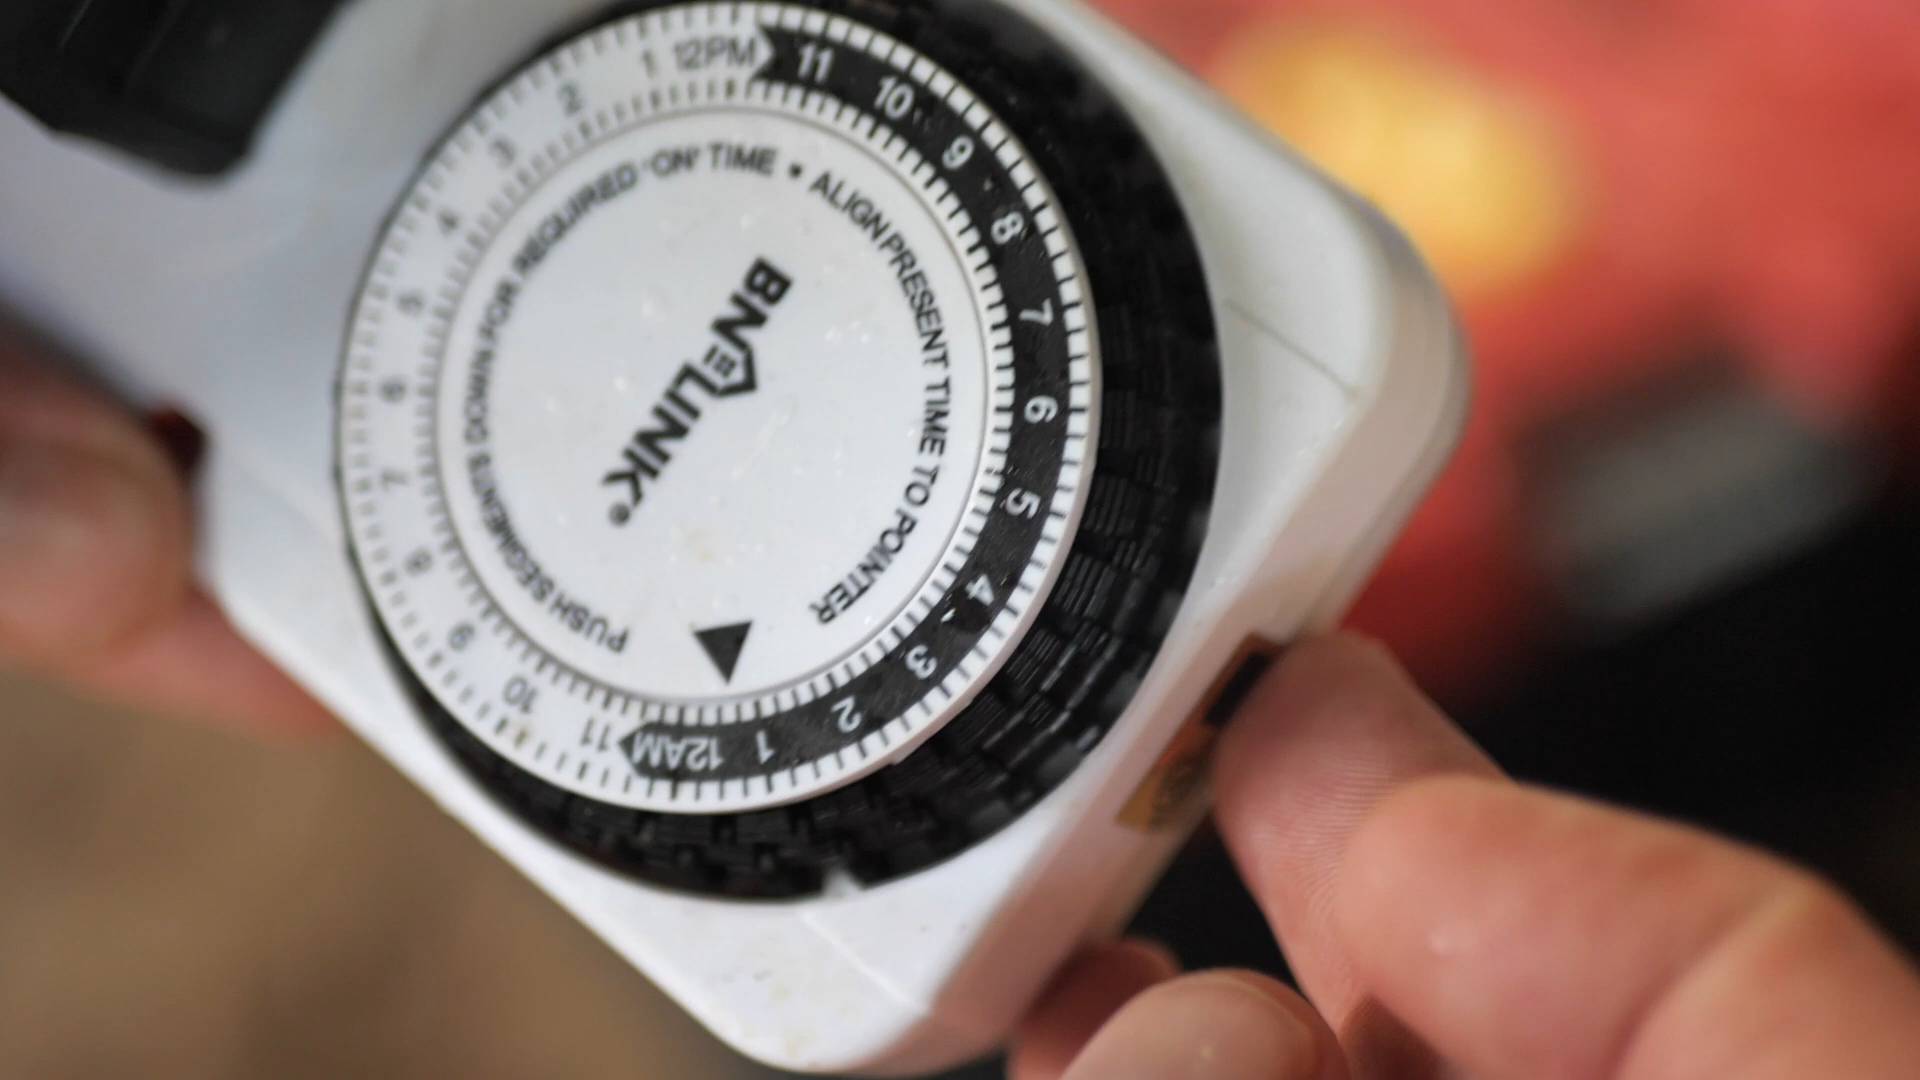 12PM 1 2 3 4 5 6 7 8 9 10 11
12AM 1 2 3 4 5 6 7 8 9 10 11
PUSH SEGMENTS DOWN FOR REQUIRED 'ON' TIME • ALIGN PRESENT TIME TO POINTER
BN-LINK®